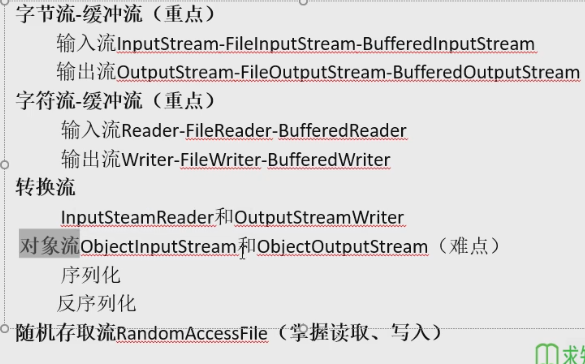 字节流-缓冲流（重点）
输入流InputStream-FileInputStream-BufferedInputStream
输出流OutputStream-FileOutputStream-BufferedOutputStream
字符流-缓冲流（重点）
输入流Reader-FileReader-BufferedReader
输出流Writer-FileWriter-BufferedWriter
转换流
InputSteamReader和OutputStreamWriter
对象流ObjectInputStream和ObjectOutputStream（难点）
序列化
反序列化
随机存取流RandomAccessFile（掌握读取、写入）